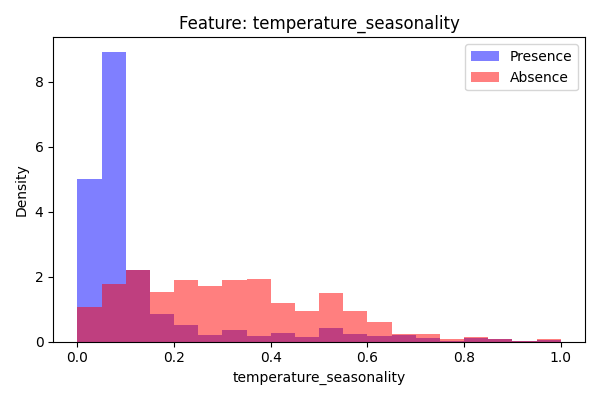 Feature: temperature_seasonality
Presence
Absence
Density
8
6
4
2
0
0.0 0.2 0.4 0.6 0.8 1.0
temperature_seasonality